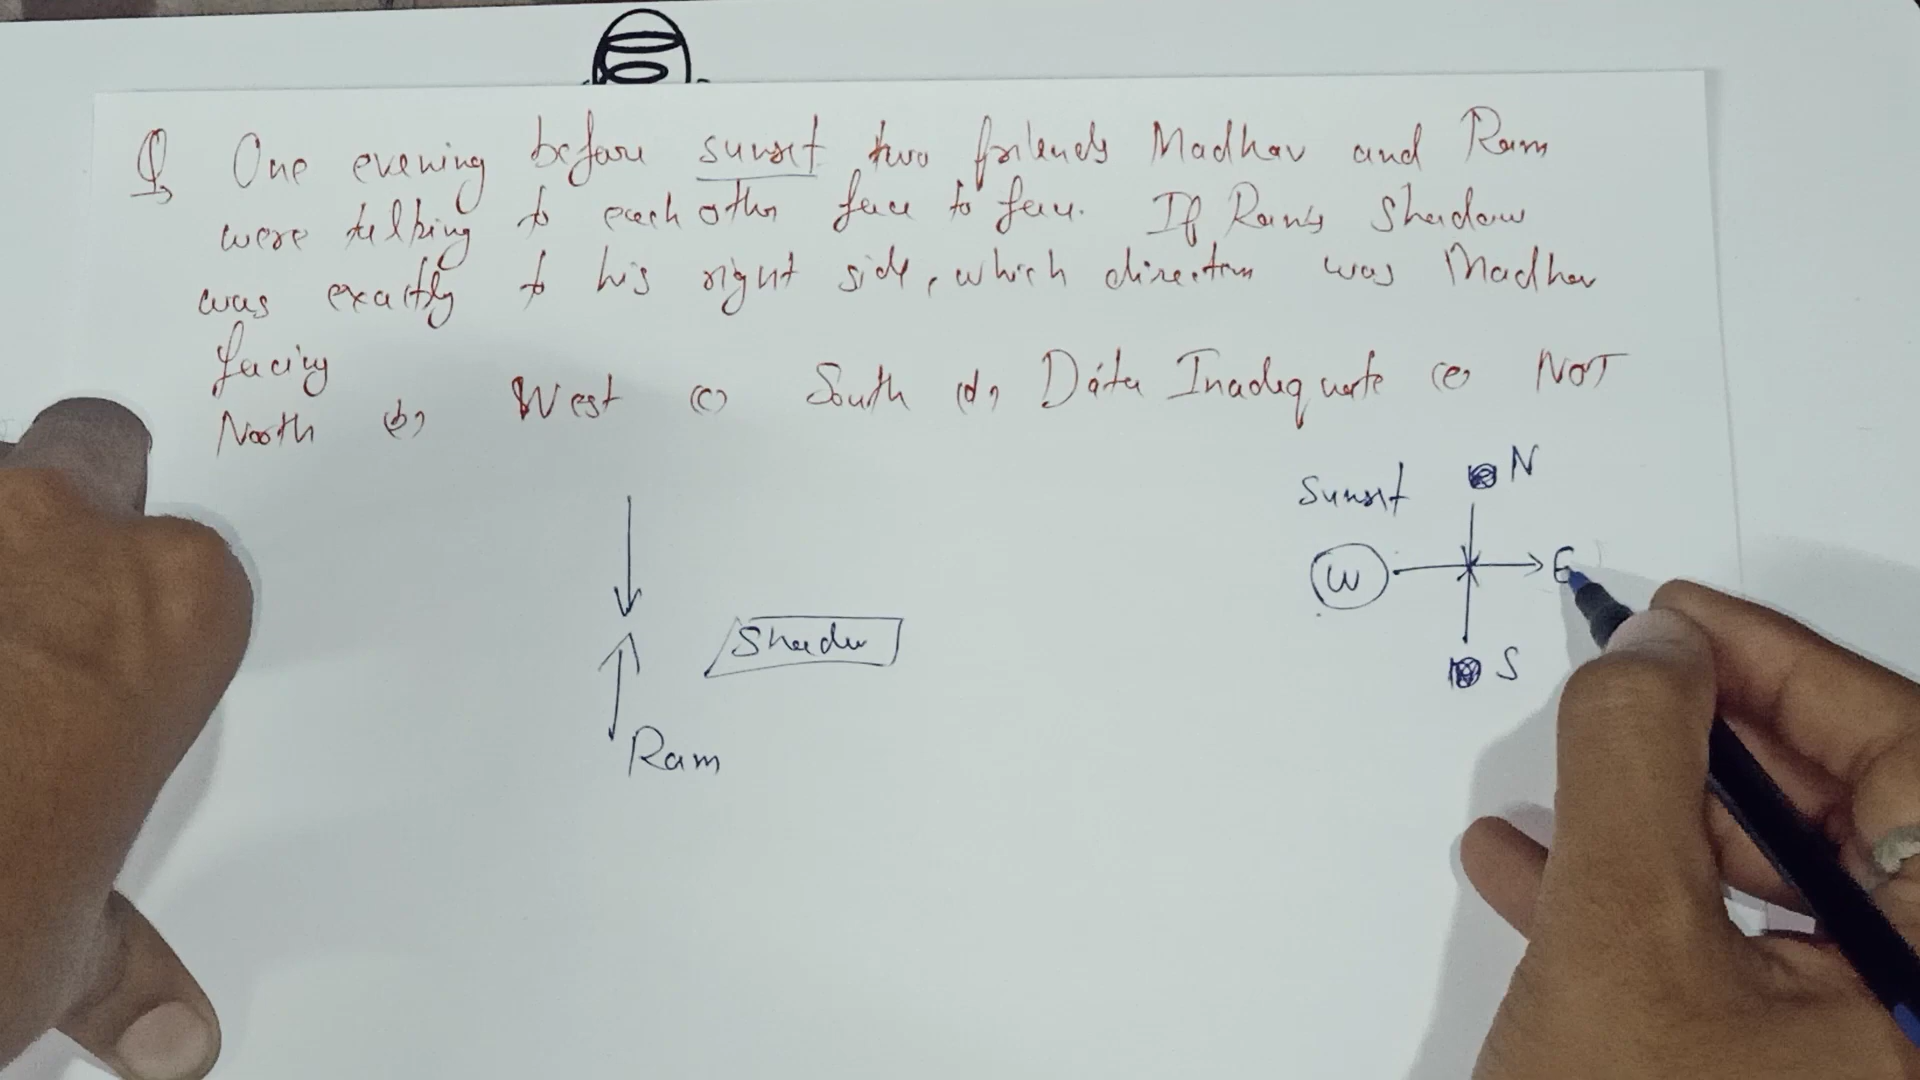 Q One evening before sunset two friends Madhav and Ram
were talking to each other face to face. If Ram's shadow
was exactly to his right side, which direction was Madhav
facing
North (b) West (c) South (d) Data Inadequate (e) NOT
Sunset N
W E
Shadow
S
Ram